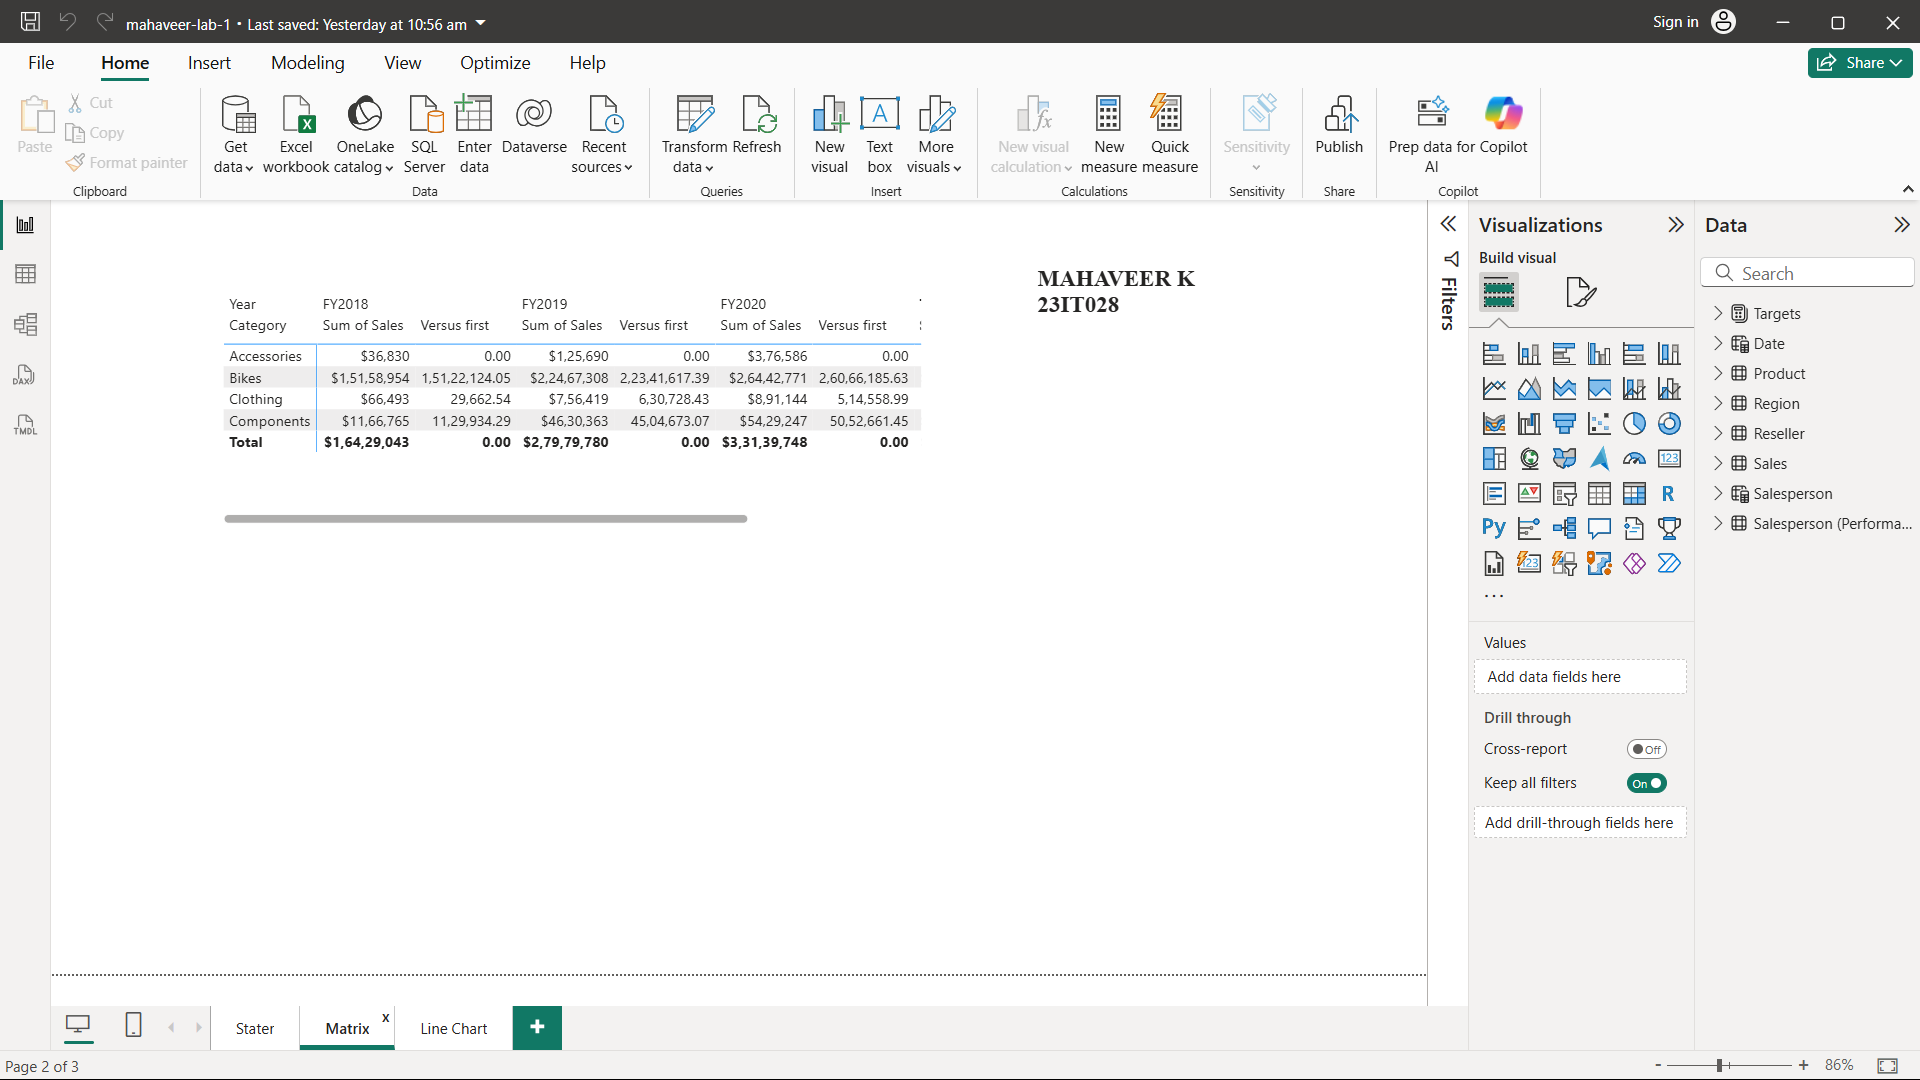 mahaveer-lab-1 • Last saved: Yesterday at 10:56 am
Sign in
File Home Insert Modeling View Optimize Help
Share
Paste
Cut
Copy
Format painter
Clipboard
Get data
Excel workbook
OneLake catalog
SQL Server
Enter data
Dataverse
Recent sources
Data
Transform data
Refresh
Queries
New visual
Text box
More visuals
Insert
New visual calculation
New measure
Quick measure
Calculations
Sensitivity
Sensitivity
Publish
Share
Prep data for AI
Copilot
Copilot
MAHAVEER K
23IT028
Year FY2018 FY2019 FY2020
Category Sum of Sales Versus first Sum of Sales Versus first Sum of Sales Versus first
Accessories $36,830 0.00 $1,25,690 0.00 $3,76,586 0.00
Bikes $1,51,58,954 1,51,22,124.05 $2,24,67,308 2,23,41,617.39 $2,64,42,771 2,60,66,185.63
Clothing $66,493 29,662.54 $7,56,419 6,30,728.43 $8,91,144 5,14,558.99
Components $11,66,765 11,29,934.29 $46,30,363 45,04,673.07 $54,29,247 50,52,661.45
Total $1,64,29,043 0.00 $2,79,79,780 0.00 $3,31,39,748 0.00
DAX
TMDL
Filters
Visualizations
Build visual
123
R
Py
123
...
Values
Add data fields here
Drill through
Cross-report Off
Keep all filters On
Add drill-through fields here
Data
Search
Targets
Date
Product
Region
Reseller
Sales
Salesperson
Salesperson (Performa...
Stater Matrix x Line Chart +
Page 2 of 3
- + 86%